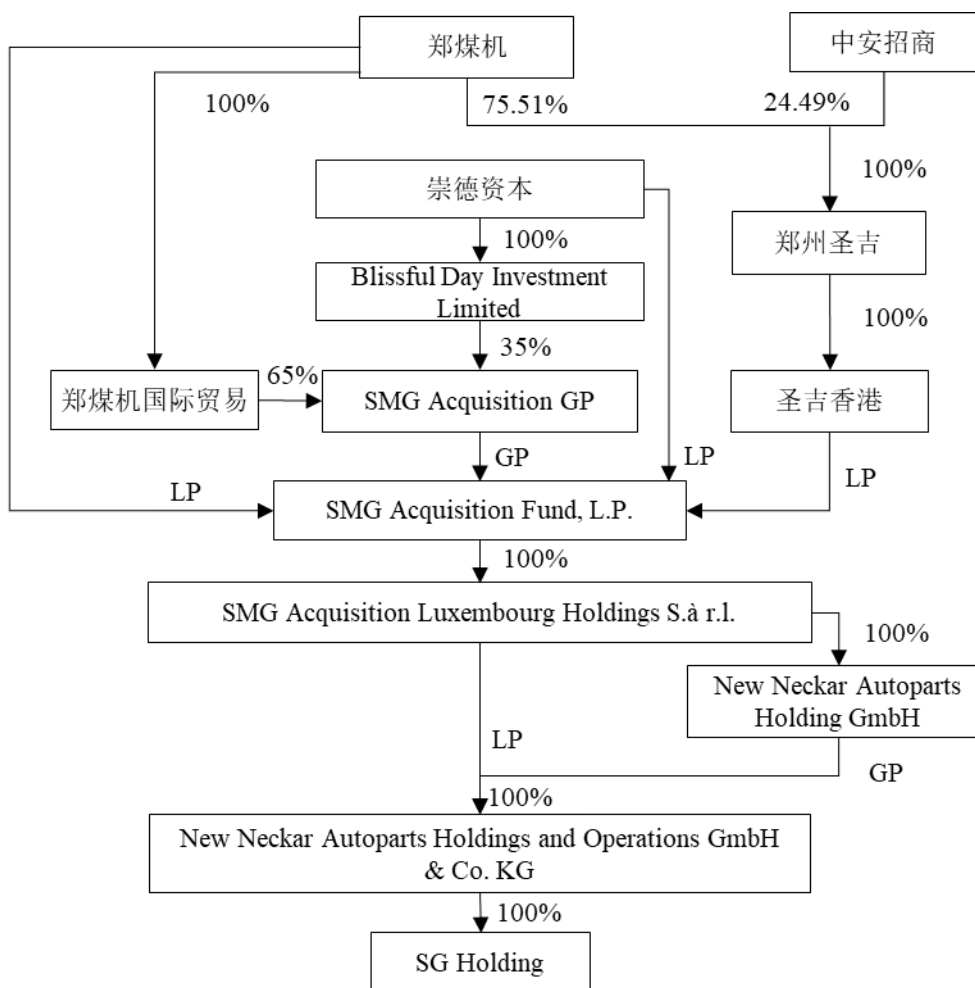 郑煤机
中安招商
100%
75.51%
24.49%
崇德资本
100%
100%
郑州圣吉
Blissful Day Investment
Limited
35%
100%
郑煤机国际贸易
65%
SMG Acquisition GP
圣吉香港
GP
LP
LP
LP
SMG Acquisition Fund, L.P.
100%
SMG Acquisition Luxembourg Holdings S.à r.l.
100%
New Neckar Autoparts
Holding GmbH
LP
GP
100%
New Neckar Autoparts Holdings and Operations GmbH
& Co. KG
100%
SG Holding